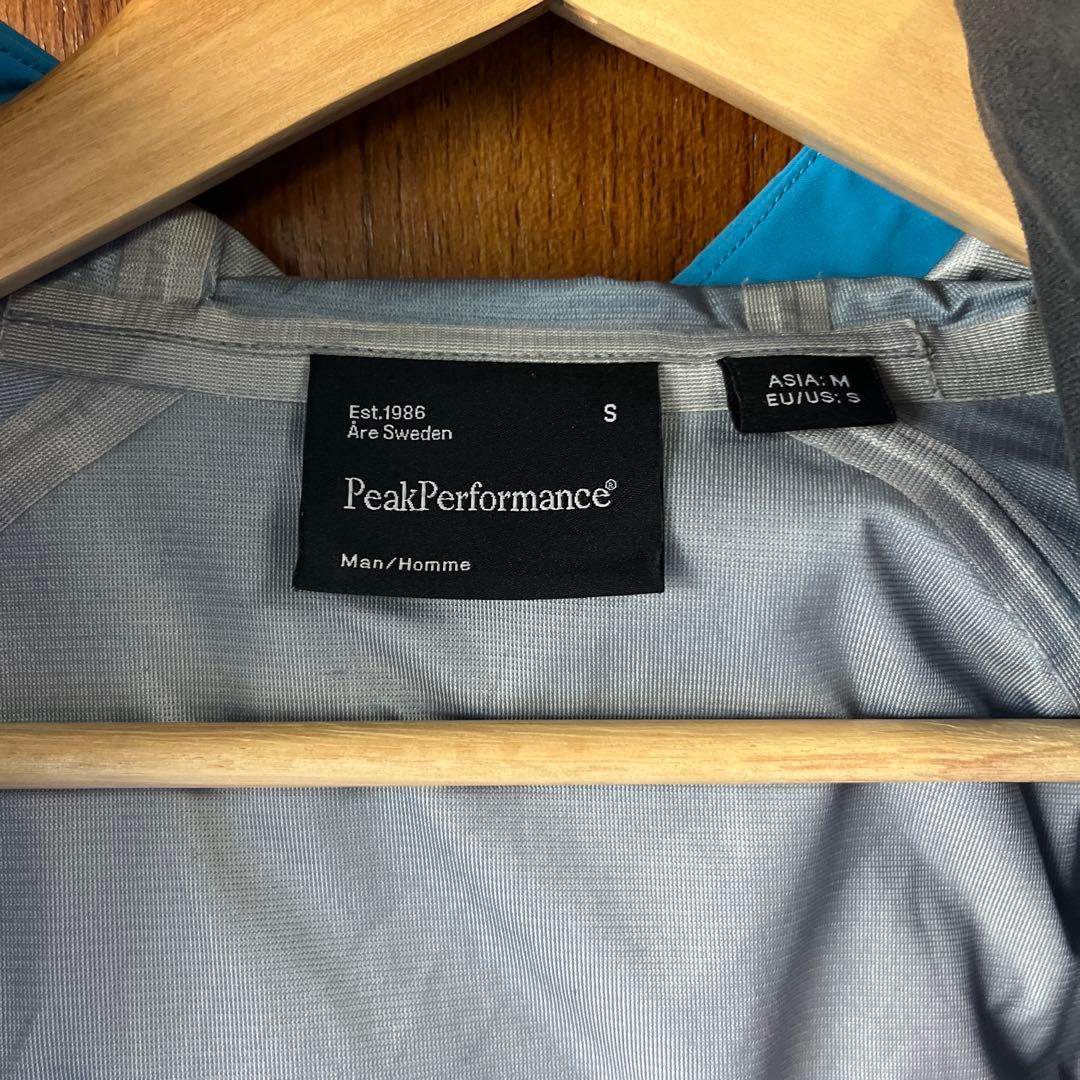 Est.1986 S
Åre Sweden
PeakPerformance®
Man/Homme
ASIA: M
EU/US: S